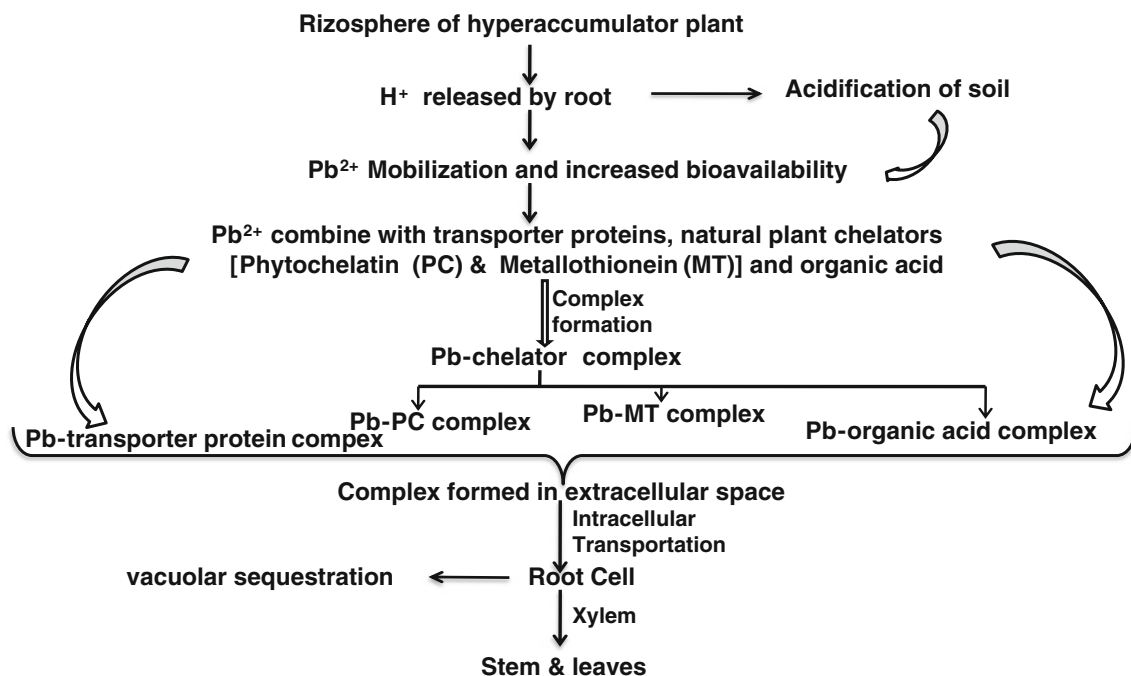 Rizosphere of hyperaccumulator plant
H⁺ released by root
Acidification of soil
Pb²⁺ Mobilization and increased bioavailability
Pb²⁺ combine with transporter proteins, natural plant chelators
[Phytochelatin (PC) & Metallothionein (MT)] and organic acid
Complex
formation
Pb-chelator complex
Pb-PC complex
Pb-MT complex
Pb-transporter protein compex
Pb-organic acid complex
Complex formed in extracellular space
Intracellular
Transportation
vacuolar sequestration
Root Cell
Xylem
Stem & leaves